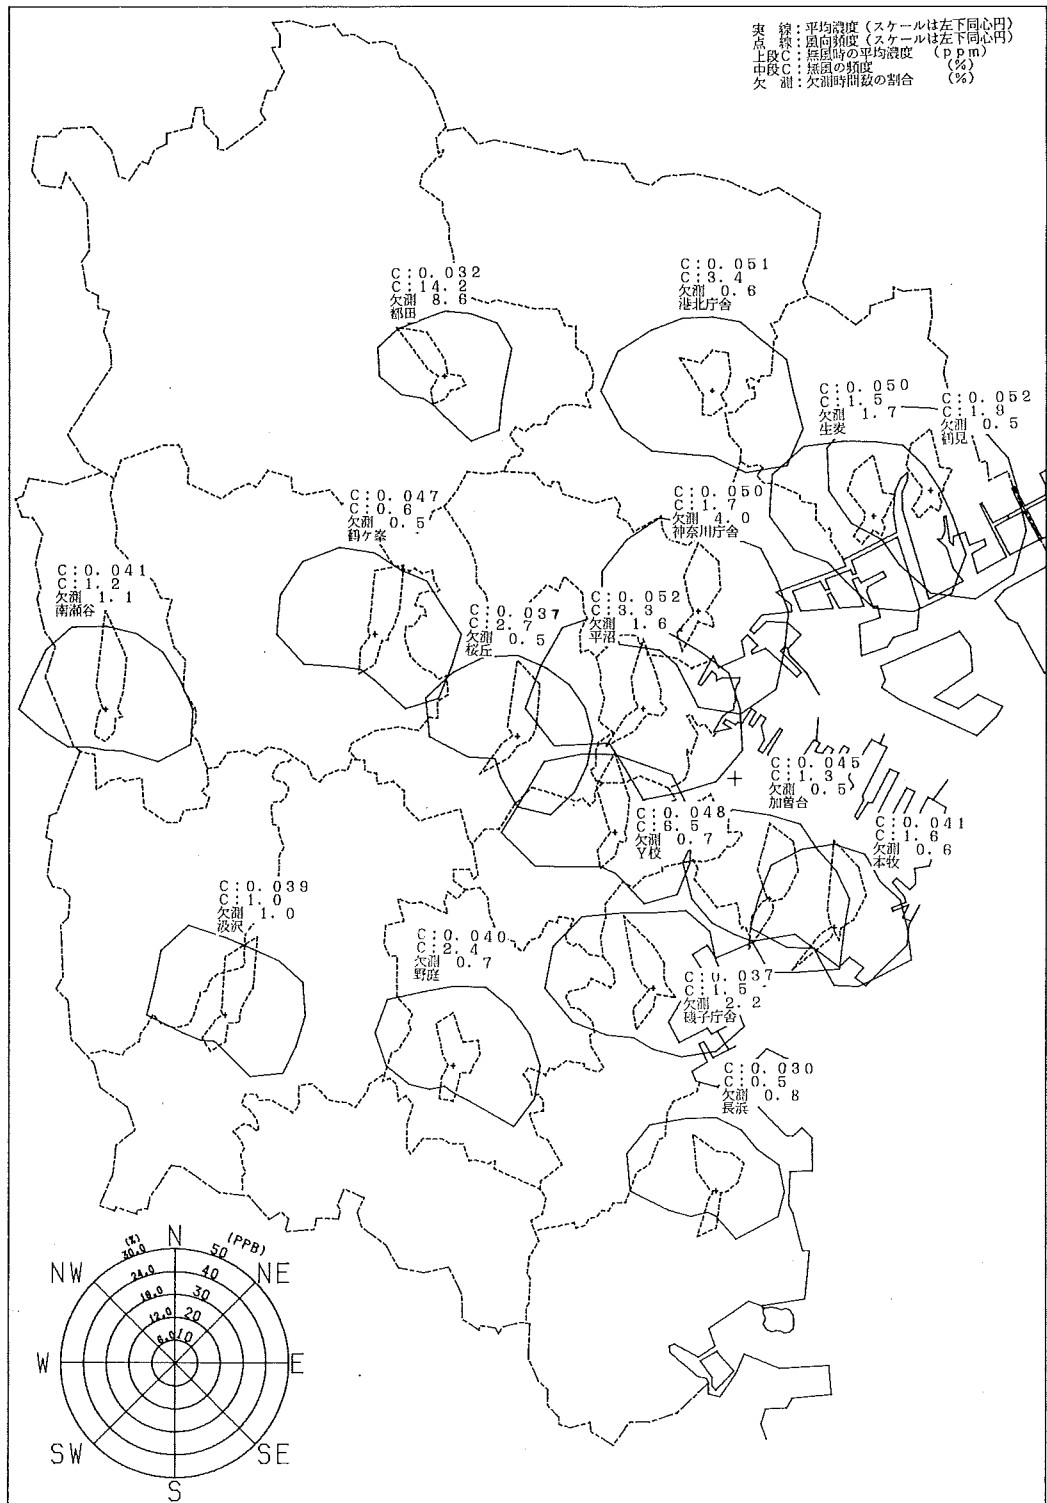 実　線：平均濃度（スケールは左下同心円）
点　線：風向頻度（スケールは左下同心円）
上段C：無風時の平均濃度　（ppm）
中段C：無風の頻度　（%）
欠　測：欠測時間数の割合　（%）
C：0.032
C：14.2
欠測　8.6
都田
C：0.051
C：3.4
欠測　0.6
港北庁舎
C：0.050
C：1.5
欠測　1.7
生麦
C：0.052
C：1.9
欠測　0.5
鶴見
C：0.047
C：0.6
欠測　0.5
鶴ケ峯
C：0.050
C：1.7
欠測　4.0
神奈川庁舎
C：0.041
C：1.2
欠測　1.1
南瀬谷
C：0.037
C：2.7
欠測　0.5
桜丘
C：0.052
C：3.3
欠測　1.6
平沼
C：0.045
C：1.3
欠測　0.5
加曽台
C：0.048
C：6.5
欠測　0.7
Y校
C：0.041
C：1.6
欠測　0.6
本牧
C：0.039
C：1.0
欠測　1.0
汲沢
C：0.040
C：2.4
欠測　0.7
野庭
C：0.037
C：1.5
欠測　2.2
磯子庁舎
C：0.030
C：0.5
欠測　0.8
長浜
N
(%)
(PPB)
30.0
50
NW
NE
24.0
40
18.0
30
12.0
20
6.0
10
W
E
SW
SE
S